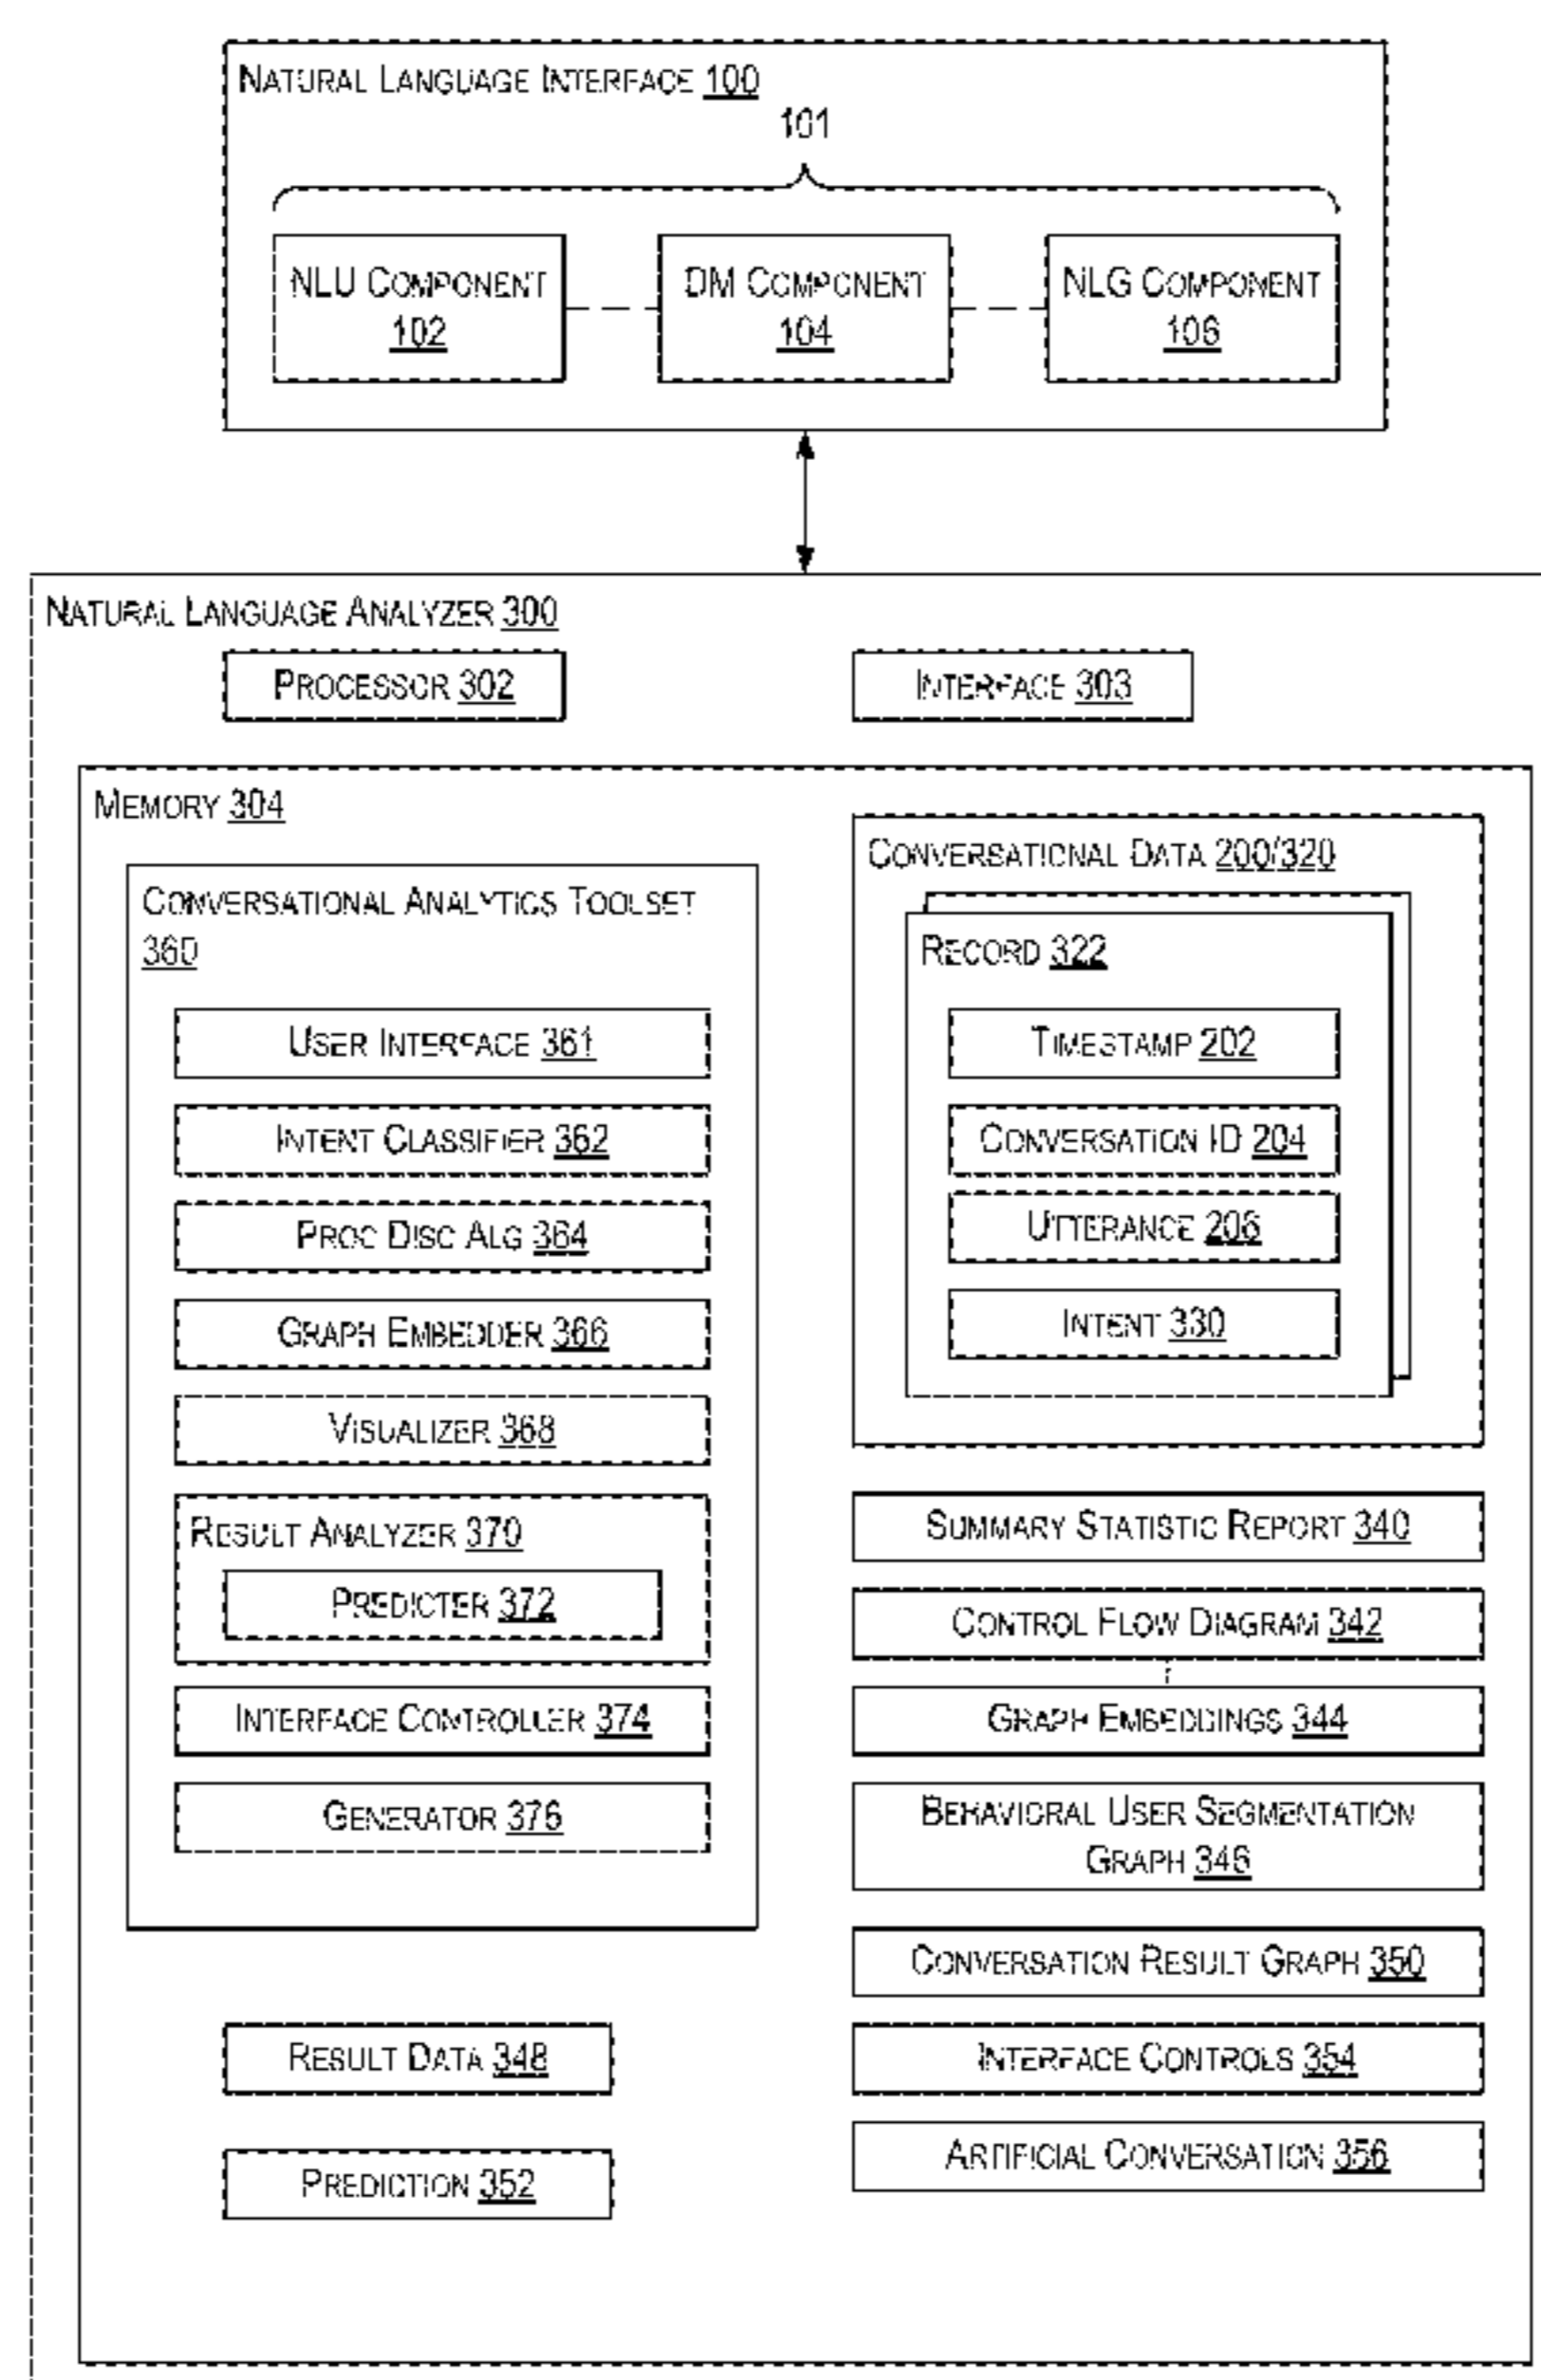 NATURAL LANGUAGE INTERFACE 100
101
NLU COMPONENT
102
DM COMPONENT
104
NLG COMPONENT
106
NATURAL LANGUAGE ANALYZER 300
PROCESSOR 302
INTERFACE 303
MEMORY 304
CONVERSATIONAL ANALYTICS TOOLSET
360
USER INTERFACE 361
INTENT CLASSIFIER 362
PROC DISC ALG 364
GRAPH EMBEDDER 366
VISUALIZER 368
RESULT ANALYZER 370
PREDICTER 372
INTERFACE CONTROLLER 374
GENERATOR 376
RESULT DATA 348
PREDICTION 352
CONVERSATIONAL DATA 200/320
RECORD 322
TIMESTAMP 202
CONVERSATION ID 204
UTTERANCE 206
INTENT 330
SUMMARY STATISTIC REPORT 340
CONTROL FLOW DIAGRAM 342
GRAPH EMBEDDINGS 344
BEHAVIORAL USER SEGMENTATION
GRAPH 346
CONVERSATION RESULT GRAPH 350
INTERFACE CONTROLS 354
ARTIFICIAL CONVERSATION 356